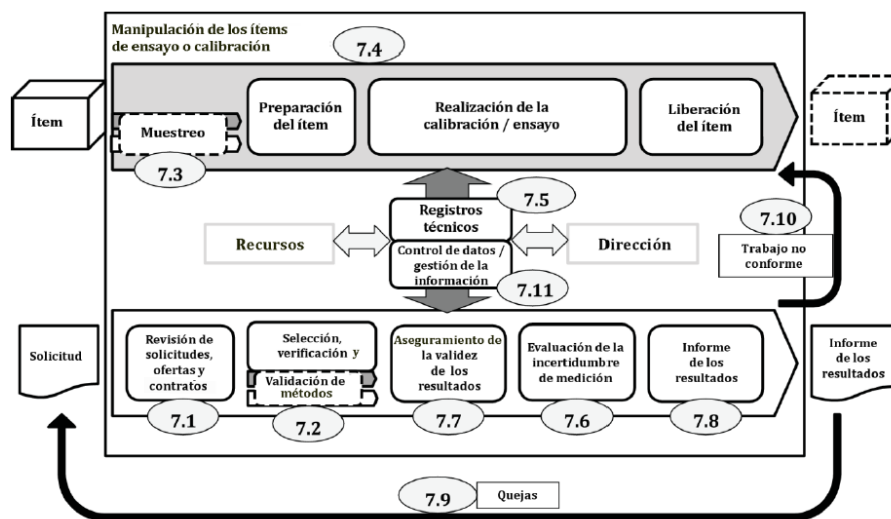 Manipulación de los ítems
de ensayo o calibración
7.4
Ítem
Muestreo
7.3
Preparación
del ítem
Realización de la
calibración / ensayo
Liberación
del ítem
Ítem
7.5
Registros
técnicos
Recursos
Control de datos /
gestión de la
información
7.11
Dirección
7.10
Trabajo no
conforme
Solicitud
Revisión de
solicitudes,
ofertas y
contratos
7.1
Selección,
verificación y
Validación de
métodos
7.2
Aseguramiento de
la validez
de los
resultados
7.7
Evaluación de la
incertidumbre
de medición
7.6
Informe
de los
resultados
7.8
Informe
de los
resultados
7.9
Quejas